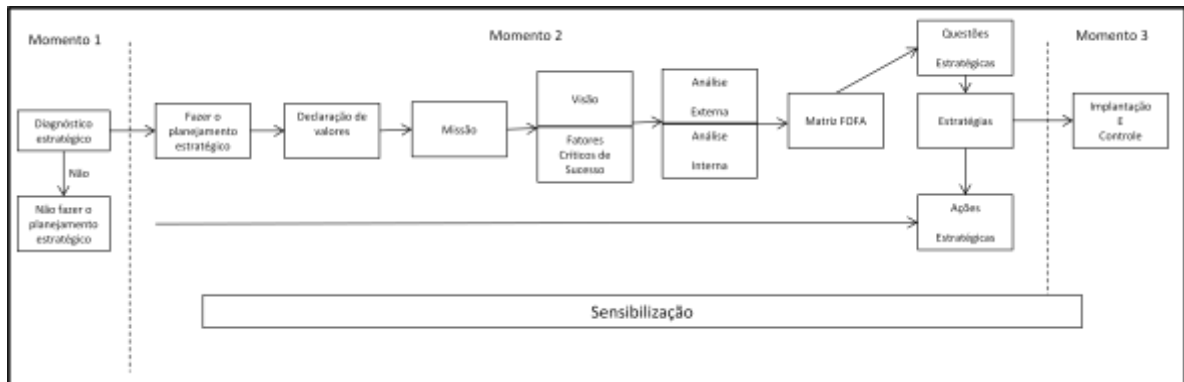 Momento 1
Momento 2
Momento 3
Diagnóstico
estratégico
Não
Não fazer o
planejamento
estratégico
Fazer o
planejamento
estratégico
Declaração de
valores
Missão
Visão
Fatores
Críticos de
Sucesso
Análise
Externa
Análise
Interna
Matriz FOFA
Questões
Estratégicas
Estratégias
Ações
Estratégicas
Implantação
E
Controle
Sensibilização